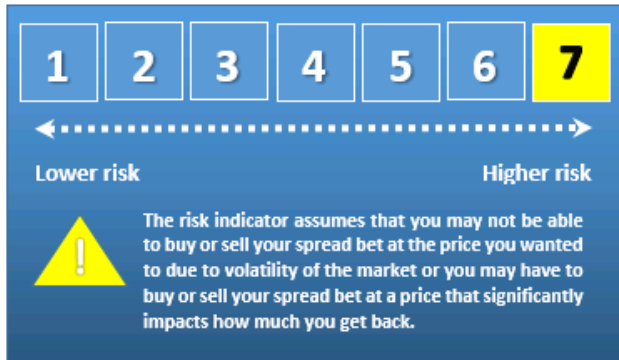 1 2 3 4 5 6 7
Lower risk Higher risk
!
The risk indicator assumes that you may not be able
to buy or sell your spread bet at the price you wanted
to due to volatility of the market or you may have to
buy or sell your spread bet at a price that significantly
impacts how much you get back.